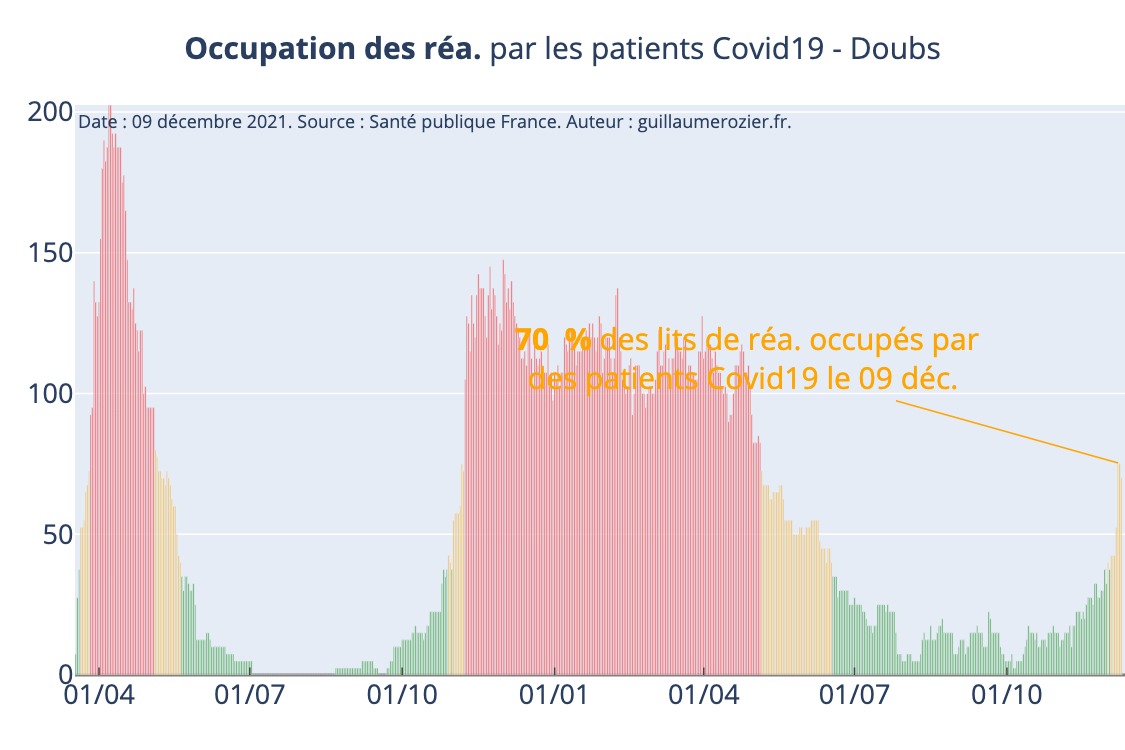 Occupation des réa. par les patients Covid19 - Doubs
200
Date : 09 décembre 2021. Source : Santé publique France. Auteur : guillaumerozier.fr.
150
70 % des lits de réa. occupés par
des patients Covid19 le 09 déc.
100
50
0
01/04 01/07 01/10 01/01 01/04 01/07 01/10